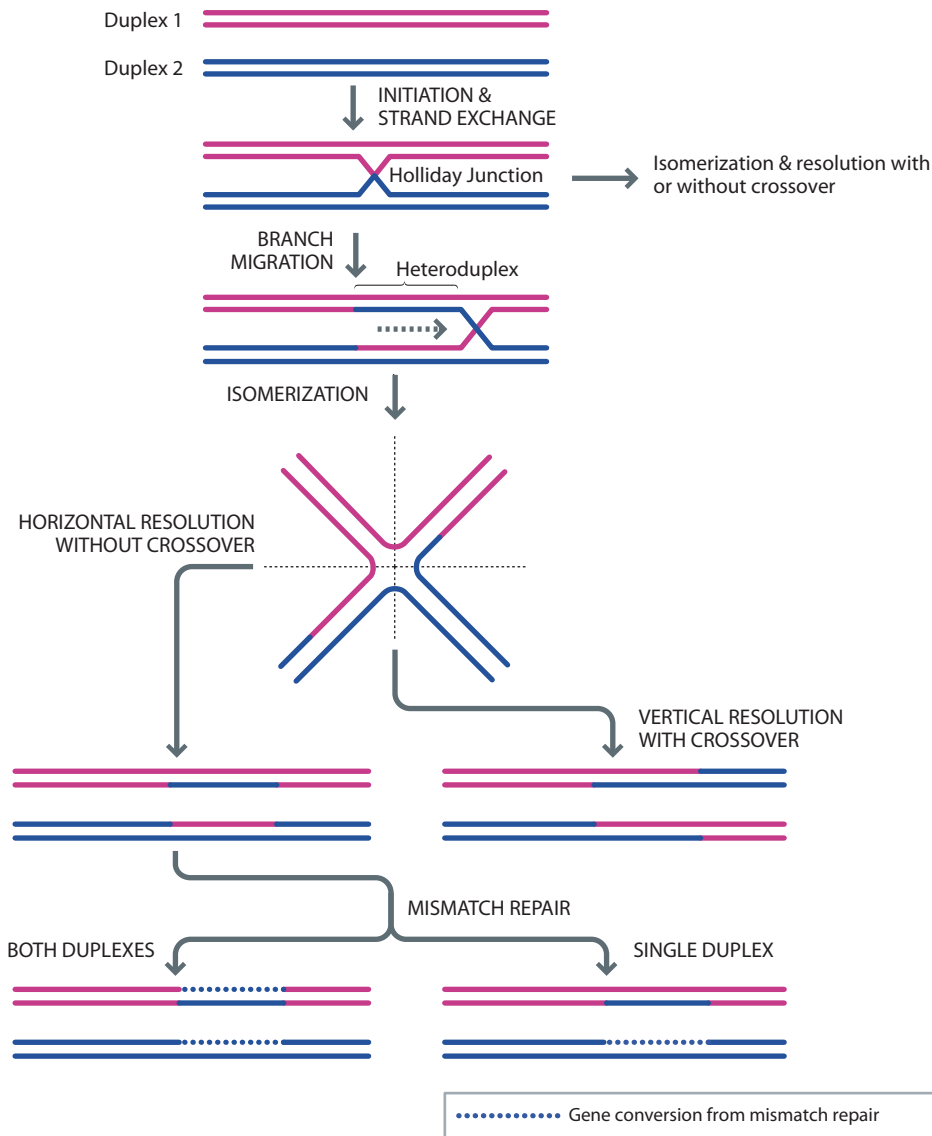 Duplex 1
Duplex 2
INITIATION &
STRAND EXCHANGE
Holliday Junction
Isomerization & resolution with
or without crossover
BRANCH
MIGRATION
Heteroduplex
ISOMERIZATION
HORIZONTAL RESOLUTION
WITHOUT CROSSOVER
VERTICAL RESOLUTION
WITH CROSSOVER
MISMATCH REPAIR
BOTH DUPLEXES
SINGLE DUPLEX
Gene conversion from mismatch repair